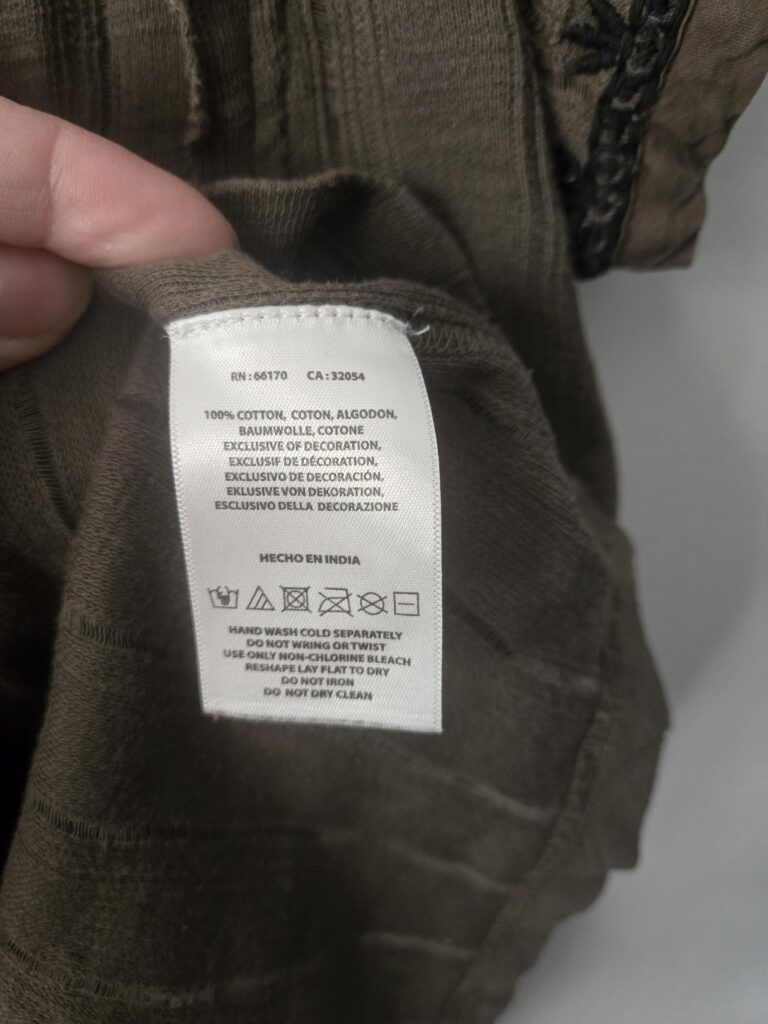 RN : 66170 CA : 32054
100% COTTON, COTON, ALGODON,
BAUMWOLLE, COTONE
EXCLUSIVE OF DECORATION,
EXCLUSIF DE DÉCORATION,
EXCLUSIVO DE DECORACIÓN,
EKLUSIVE VON DEKORATION,
ESCLUSIVO DELLA DECORAZIONE
HECHO EN INDIA
HAND WASH COLD SEPARATELY
DO NOT WRING OR TWIST
USE ONLY NON-CHLORINE BLEACH
RESHAPE LAY FLAT TO DRY
DO NOT IRON
DO NOT DRY CLEAN